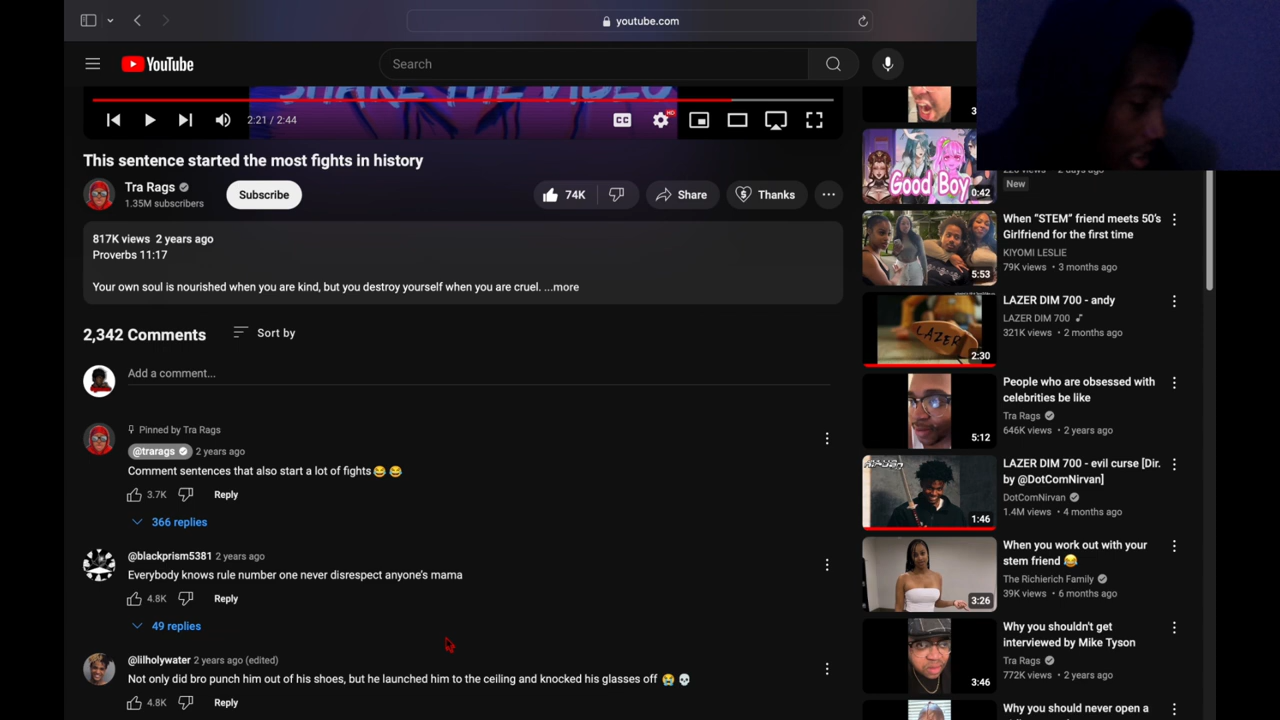 youtube.com
YouTube
Search
SHARE THE VIDEO
2:21 / 2:44
CC
HD
This sentence started the most fights in history
Tra Rags
1.35M subscribers
Subscribe
74K
Share
Thanks
817K views 2 years ago
Proverbs 11:17
Your own soul is nourished when you are kind, but you destroy yourself when you are cruel. ...more
2,342 Comments
Sort by
Add a comment...
Pinned by Tra Rags
@trarags 2 years ago
Comment sentences that also start a lot of fights😂 😂
3.7K
Reply
366 replies
@blackprism5381 2 years ago
Everybody knows rule number one never disrespect anyone's mama
4.8K
Reply
49 replies
@lilholywater 2 years ago (edited)
Not only did bro punch him out of his shoes, but he launched him to the ceiling and knocked his glasses off 😭 💀
4.8K
Reply
3
Good Boy
0:42
views • 2 days ago
New
5:53
When “STEM” friend meets 50's
Girlfriend for the first time
KIYOMI LESLIE
79K views • 3 months ago
LAZER
2:30
LAZER DIM 700 - andy
LAZER DIM 700
321K views • 2 months ago
5:12
People who are obsessed with
celebrities be like
Tra Rags
646K views • 2 years ago
1:46
LAZER DIM 700 - evil curse [Dir.
by @DotComNirvan]
DotComNirvan
1.4M views • 4 months ago
3:26
When you work out with your
stem friend 😂
The Richierich Family
39K views • 6 months ago
3:46
Why you shouldn't get
interviewed by Mike Tyson
Tra Rags
772K views • 2 years ago
Why you should never open a